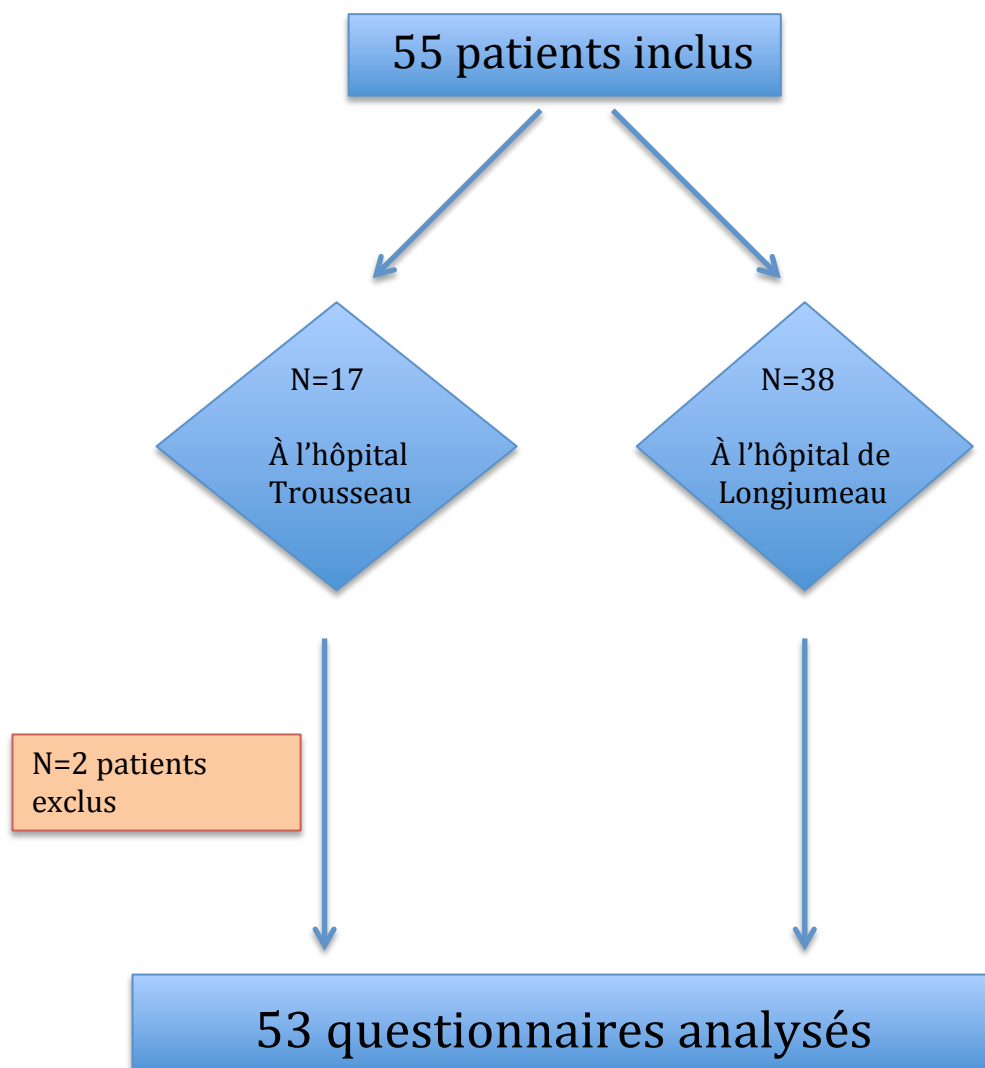 55 patients inclus
N=17
À l’hôpital
Trousseau
N=38
À l’hôpital de
Longjumeau
N=2 patients
exclus
53 questionnaires analysés